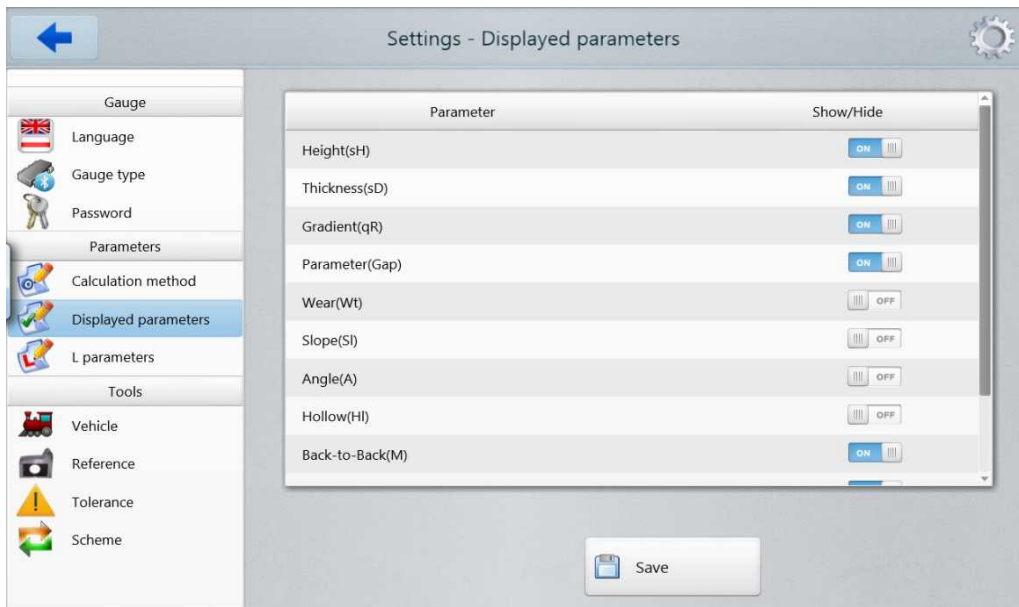 Settings - Displayed parameters
Gauge
Language
Gauge type
Password
Parameters
Calculation method
Displayed parameters
L parameters
Tools
Vehicle
Reference
Tolerance
Scheme
Parameter Show/Hide
Height(sH) ON
Thickness(sD) ON
Gradient(qR) ON
Parameter(Gap) ON
Wear(Wt) OFF
Slope(Sl) OFF
Angle(A) OFF
Hollow(Hl) OFF
Back-to-Back(M) ON
Save